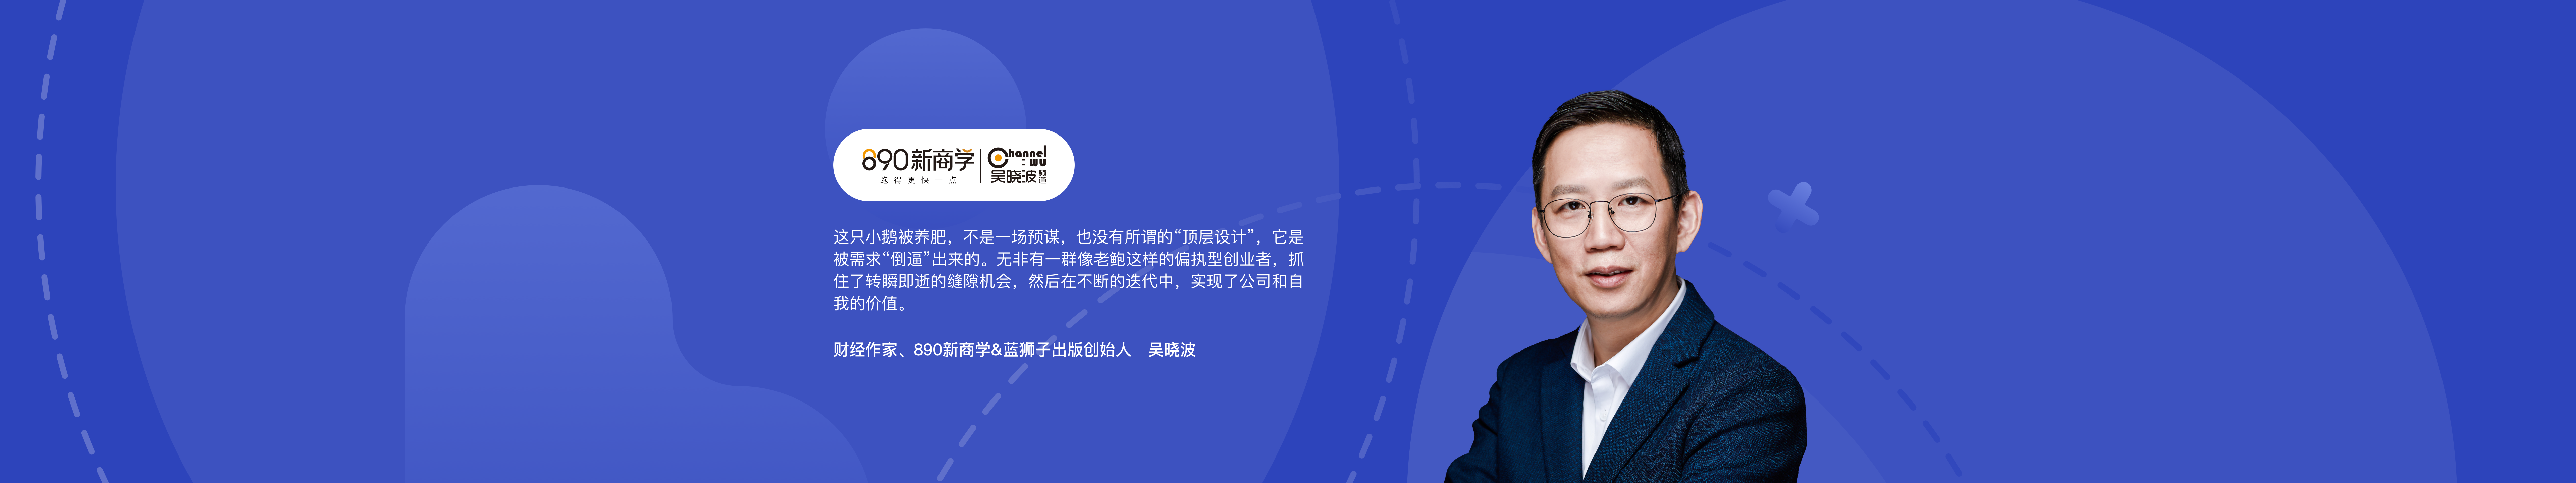 890新商学
跑得更快一点
Channel
WU
吴晓波频道
这只小鹅被养肥，不是一场预谋，也没有所谓的“顶层设计”，它是
被需求“倒逼”出来的。无非有一群像老鲍这样的偏执型创业者，抓
住了转瞬即逝的缝隙机会，然后在不断的迭代中，实现了公司和自
我的价值。
财经作家、890新商学&蓝狮子出版创始人 吴晓波